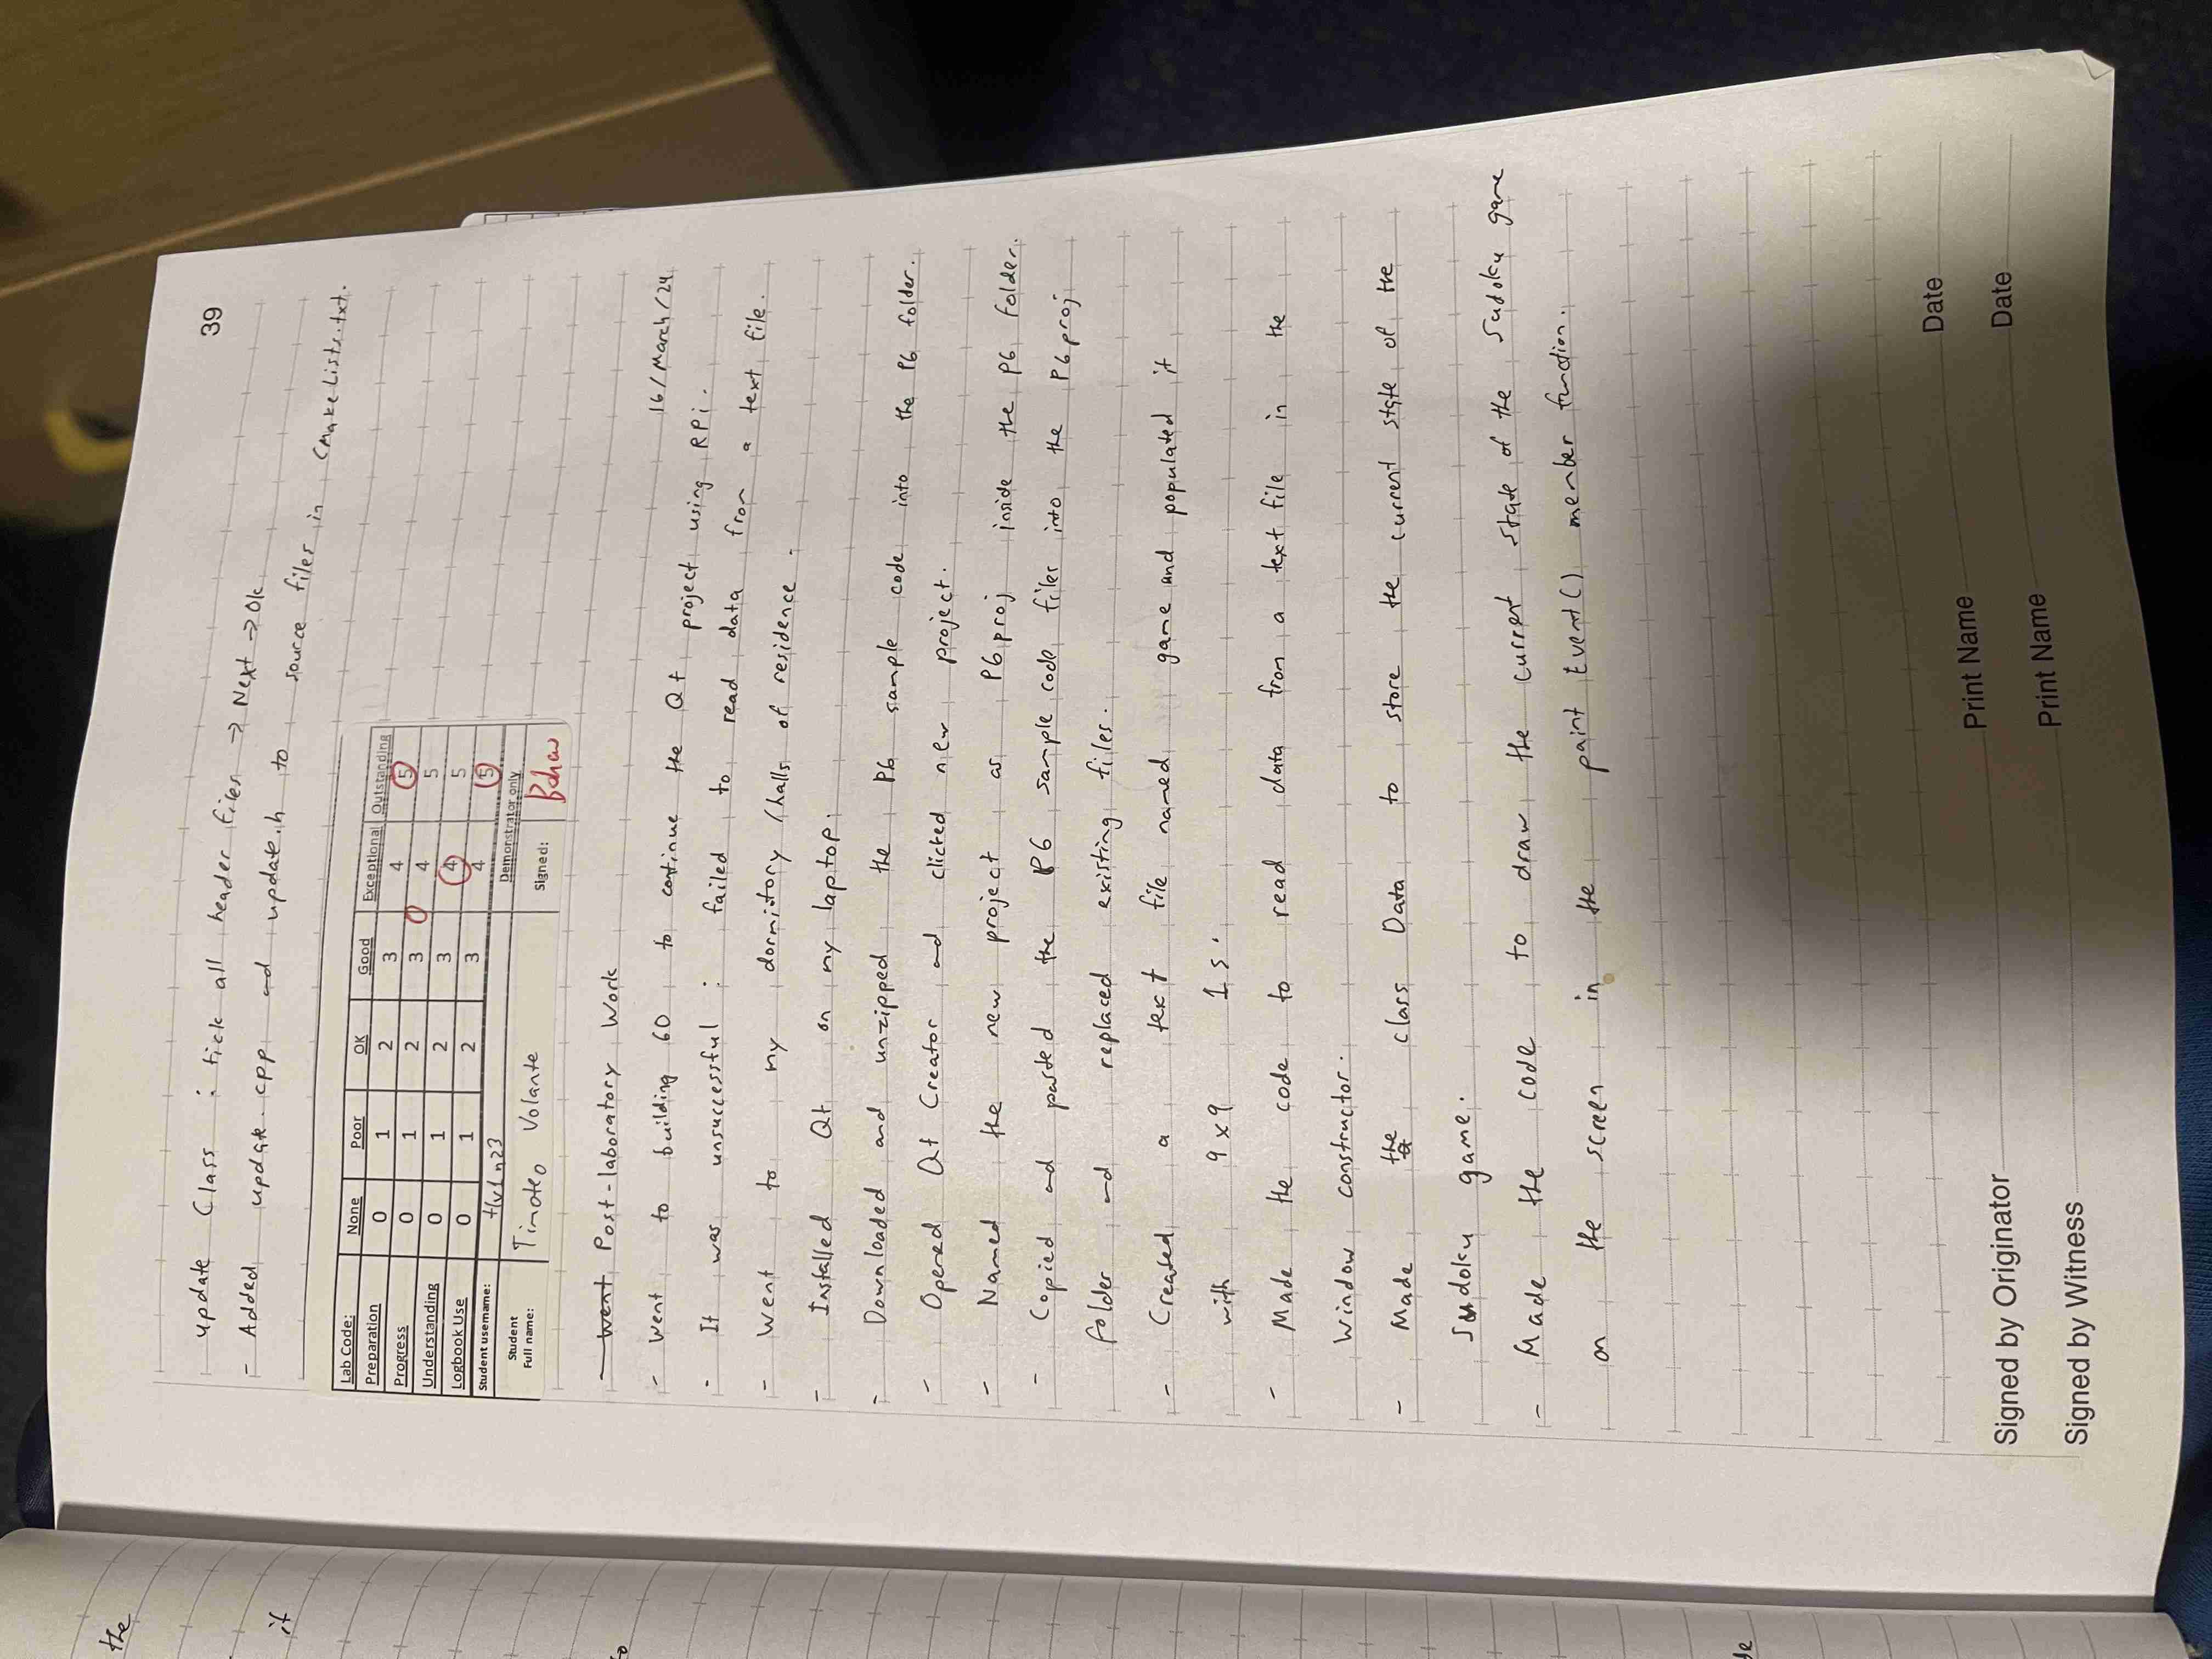 the
if
to
de
39
update Class : tick all header files → Next → Ok
- Added update.cpp and update.h to source files in CMakeLists.txt.
Lab Code: None Poor OK Good Exceptional Outstanding
Preparation 0 1 2 3 4 5
Progress 0 1 2 3 4 5
Understanding 0 1 2 3 4 5
Logbook Use 0 1 2 3 4 5
Student username: tlv1n23 Demonstrator only
Student Full name: Timoteo Volante Signed:
- Went Post-laboratory Work
16/March/24
- Went to building 60 to continue the Qt project using RPi.
- It was unsuccessful : failed to read data from a text file.
- Went to my dormitory /halls of residence.
- Installed Qt on my laptop.
- Downloaded and unzipped the P6 sample code into the P6 folder.
- Opened Qt Creator and clicked new project.
- Named the new project as P6proj inside the P6 folder.
- Copied and pasted the P6 sample code files into the P6proj
folder and replaced existing files.
- Created a text file named game and populated it
with 9x9 1s.
- Made the code to read data from a text file in the
Window constructor.
- Made the a class Data to store the current state of the
Sudoku game.
- Made the code to draw the current state of the Sudoku game
on the screen in the paintEvent() member function.
Signed by Originator Print Name Date
Signed by Witness Print Name Date